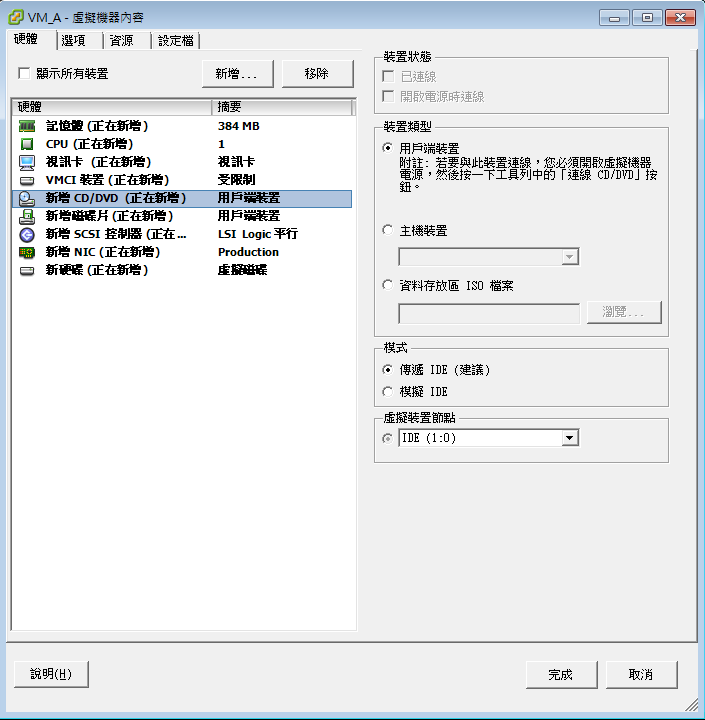 VM_A - 虛擬機器內容
硬體 選項 資源 設定檔
顯示所有裝置 新增... 移除
硬體 摘要
記憶體 (正在新增) 384 MB
CPU (正在新增) 1
視訊卡 (正在新增) 視訊卡
VMCI 裝置 (正在新增) 受限制
新增 CD/DVD (正在新增) 用戶端裝置
新增磁碟片 (正在新增) 用戶端裝置
新增 SCSI 控制器 (正在... LSI Logic 平行
新增 NIC (正在新增) Production
新硬碟 (正在新增) 虛擬磁碟
裝置狀態
已連線
開啟電源時連線
裝置類型
用戶端裝置
附註: 若要與此裝置連線，您必須開啟虛擬機器
電源，然後按一下工具列中的「連線 CD/DVD」按
鈕。
主機裝置
資料存放區 ISO 檔案
瀏覽...
模式
傳遞 IDE (建議)
模擬 IDE
虛擬裝置節點
IDE (1:0)
說明(H) 完成 取消